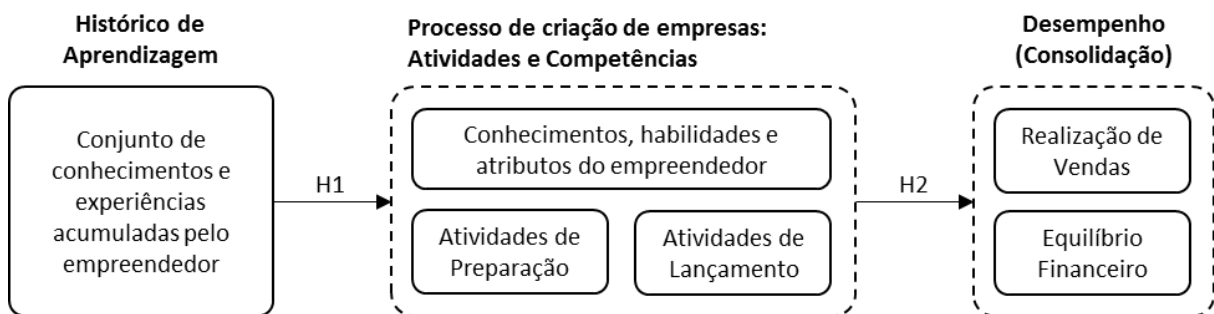 Histórico de
Aprendizagem
Processo de criação de empresas:
Atividades e Competências
Desempenho
(Consolidação)
Conjunto de
conhecimentos e
experiências
acumuladas pelo
empreendedor
H1
Conhecimentos, habilidades e
atributos do empreendedor
Atividades de
Preparação
Atividades de
Lançamento
H2
Realização de
Vendas
Equilíbrio
Financeiro